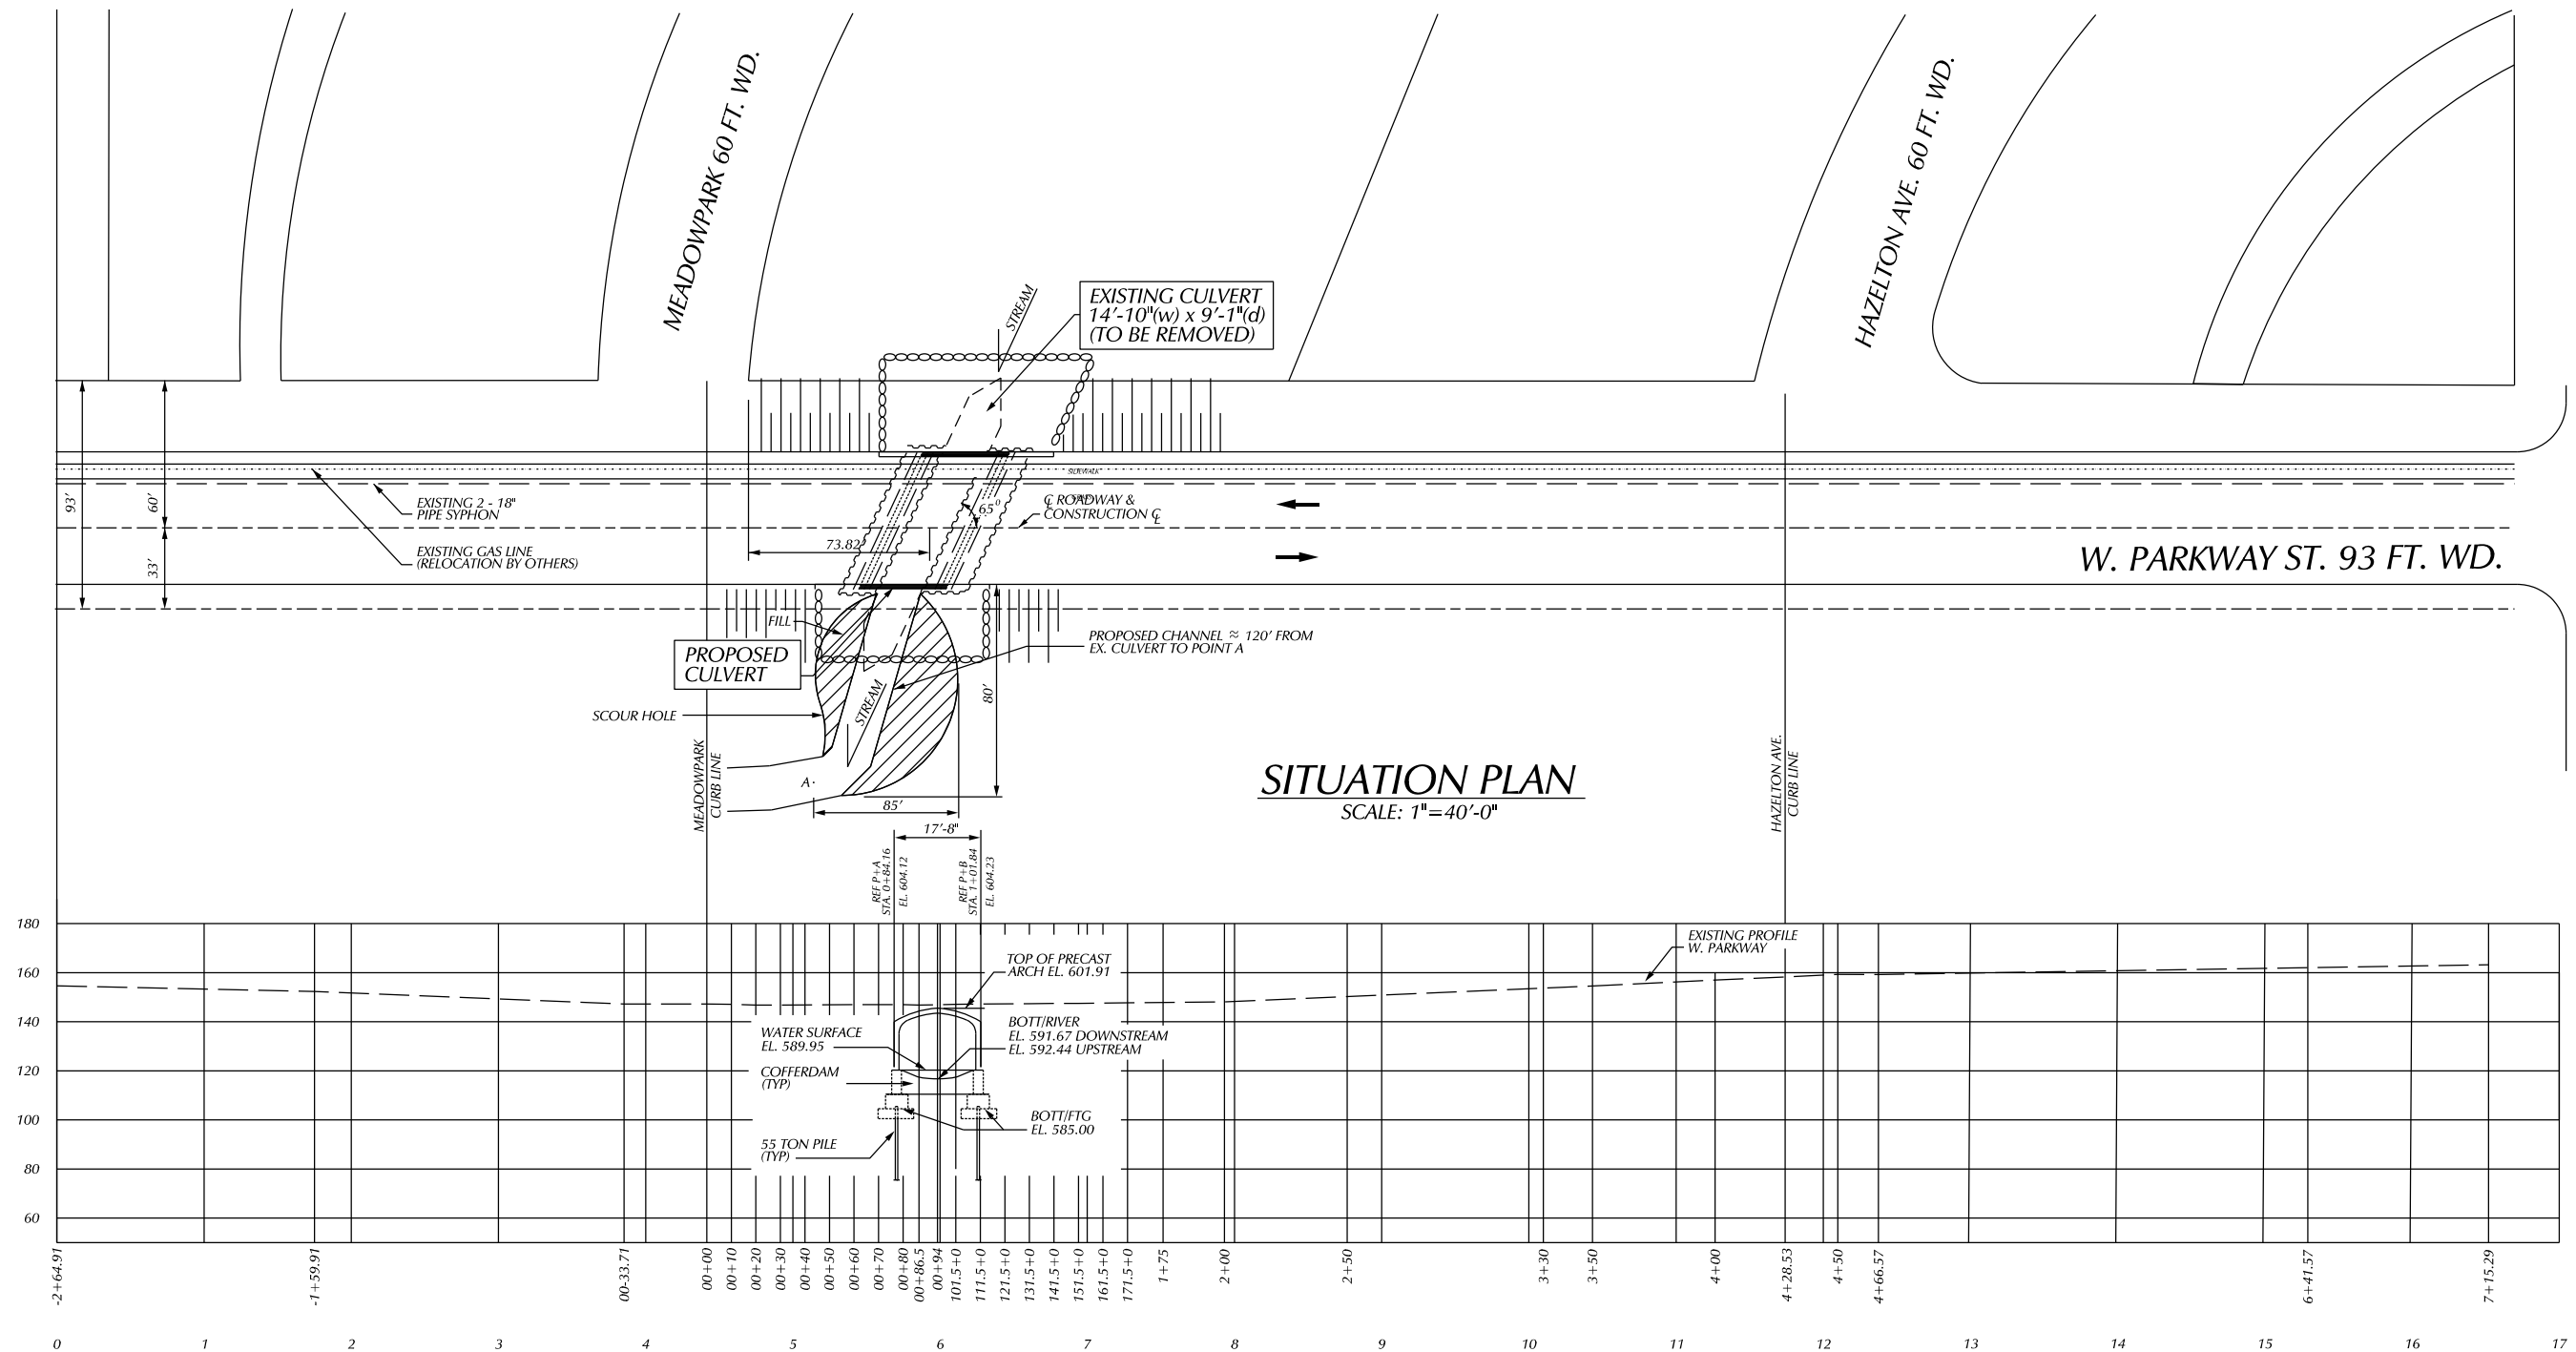 MEADOWPARK 60 FT. WD.
HAZELTON AVE. 60 FT. WD.
STREAM
EXISTING CULVERT
14'-10"(w) x 9'-1"(d)
(TO BE REMOVED)
93'
60'
33'
EXISTING 2 - 18"
PIPE SYPHON
EXISTING GAS LINE
(RELOCATION BY OTHERS)
SIDEWALK
65°
℄ ROADWAY &
CONSTRUCTION ℄
73.82'
W. PARKWAY ST. 93 FT. WD.
FILL
PROPOSED
CULVERT
PROPOSED CHANNEL ≈ 120' FROM
EX. CULVERT TO POINT A
SCOUR HOLE
STREAM
80'
MEADOWPARK
CURB LINE
A
85'
SITUATION PLAN
SCALE: 1"=40'-0"
HAZELTON AVE.
CURB LINE
17'-8"
REF P+A
STA. 0+84.16
EL. 604.12
REF P+B
STA. 1+01.84
EL. 604.23
180
160
140
120
100
80
60
EXISTING PROFILE
W. PARKWAY
TOP OF PRECAST
ARCH EL. 601.91
WATER SURFACE
EL. 589.95
BOTT/RIVER
EL. 591.67 DOWNSTREAM
EL. 592.44 UPSTREAM
COFFERDAM
(TYP)
BOTT/FTG
EL. 585.00
55 TON PILE
(TYP)
-2+64.91
-1+59.91
00-33.71
00+00
00+10
00+20
00+30
00+40
00+50
00+60
00+70
00+80
00+86.5
00+94
101.5+0
111.5+0
121.5+0
131.5+0
141.5+0
151.5+0
161.5+0
171.5+0
1+75
2+00
2+50
3+30
3+50
4+00
4+28.53
4+50
4+66.57
6+41.57
7+15.29
0 1 2 3 4 5 6 7 8 9 10 11 12 13 14 15 16 17